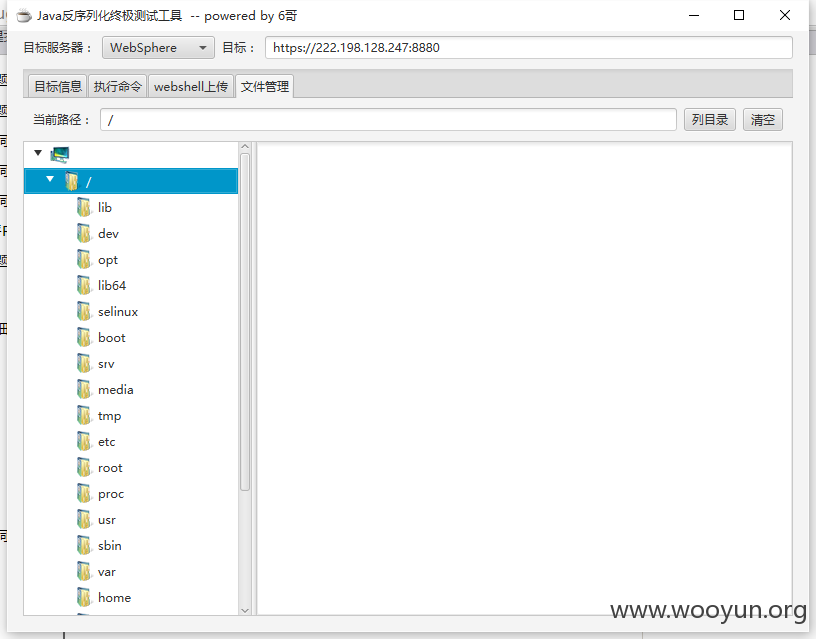 Java反序列化终极测试工具 -- powered by 6哥
目标服务器： WebSphere 目标： https://222.198.128.247:8880
目标信息 执行命令 webshell上传 文件管理
当前路径： / 列目录 清空
/
lib
dev
opt
lib64
selinux
boot
srv
media
tmp
etc
root
proc
usr
sbin
var
home
www.wooyun.org